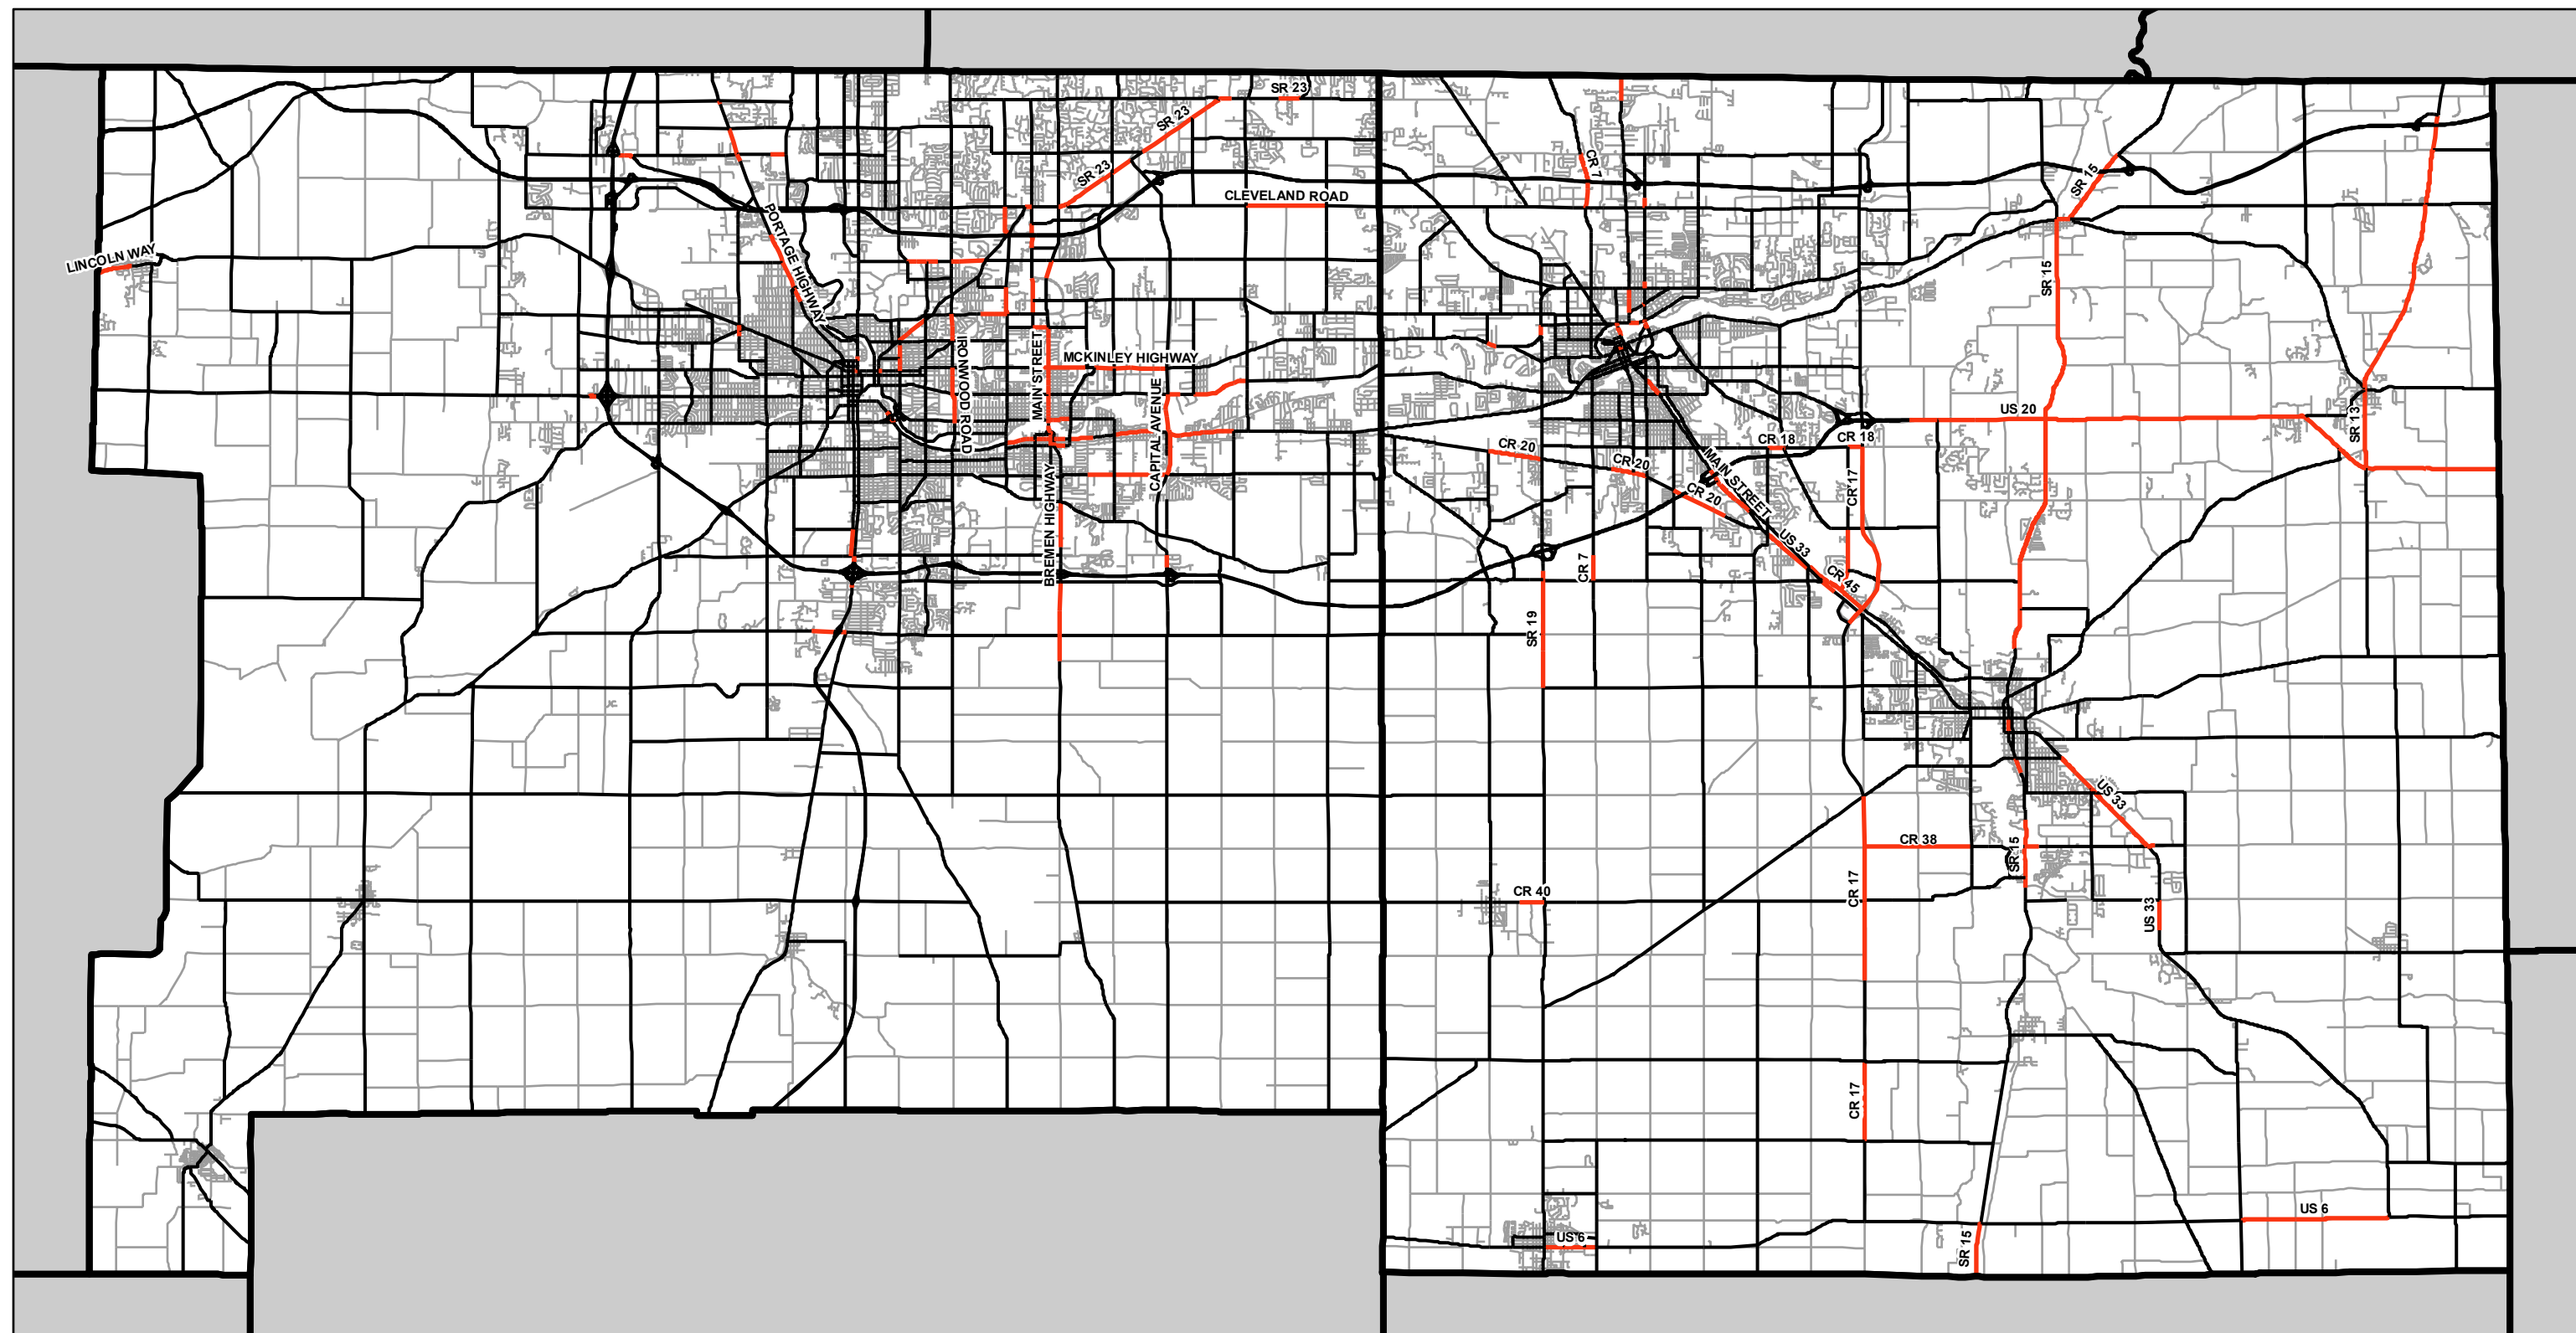 SR 23
SR 23
SR 23
CR 7
SR 15
CLEVELAND ROAD
LINCOLN WAY
PORTAGE HIGHWAY
SR 15
IRONWOOD ROAD
MAIN STREET
MCKINLEY HIGHWAY
CAPITAL AVENUE
US 20
SR 13
CR 18
CR 18
CR 20
CR 20
CR 20
MAIN STREET
CR 17
BREMEN HIGHWAY
US 33
CR 7
CR 45
SR 19
US 33
CR 38
SR 15
CR 40
CR 17
US 33
CR 17
US 6
US 6
SR 15